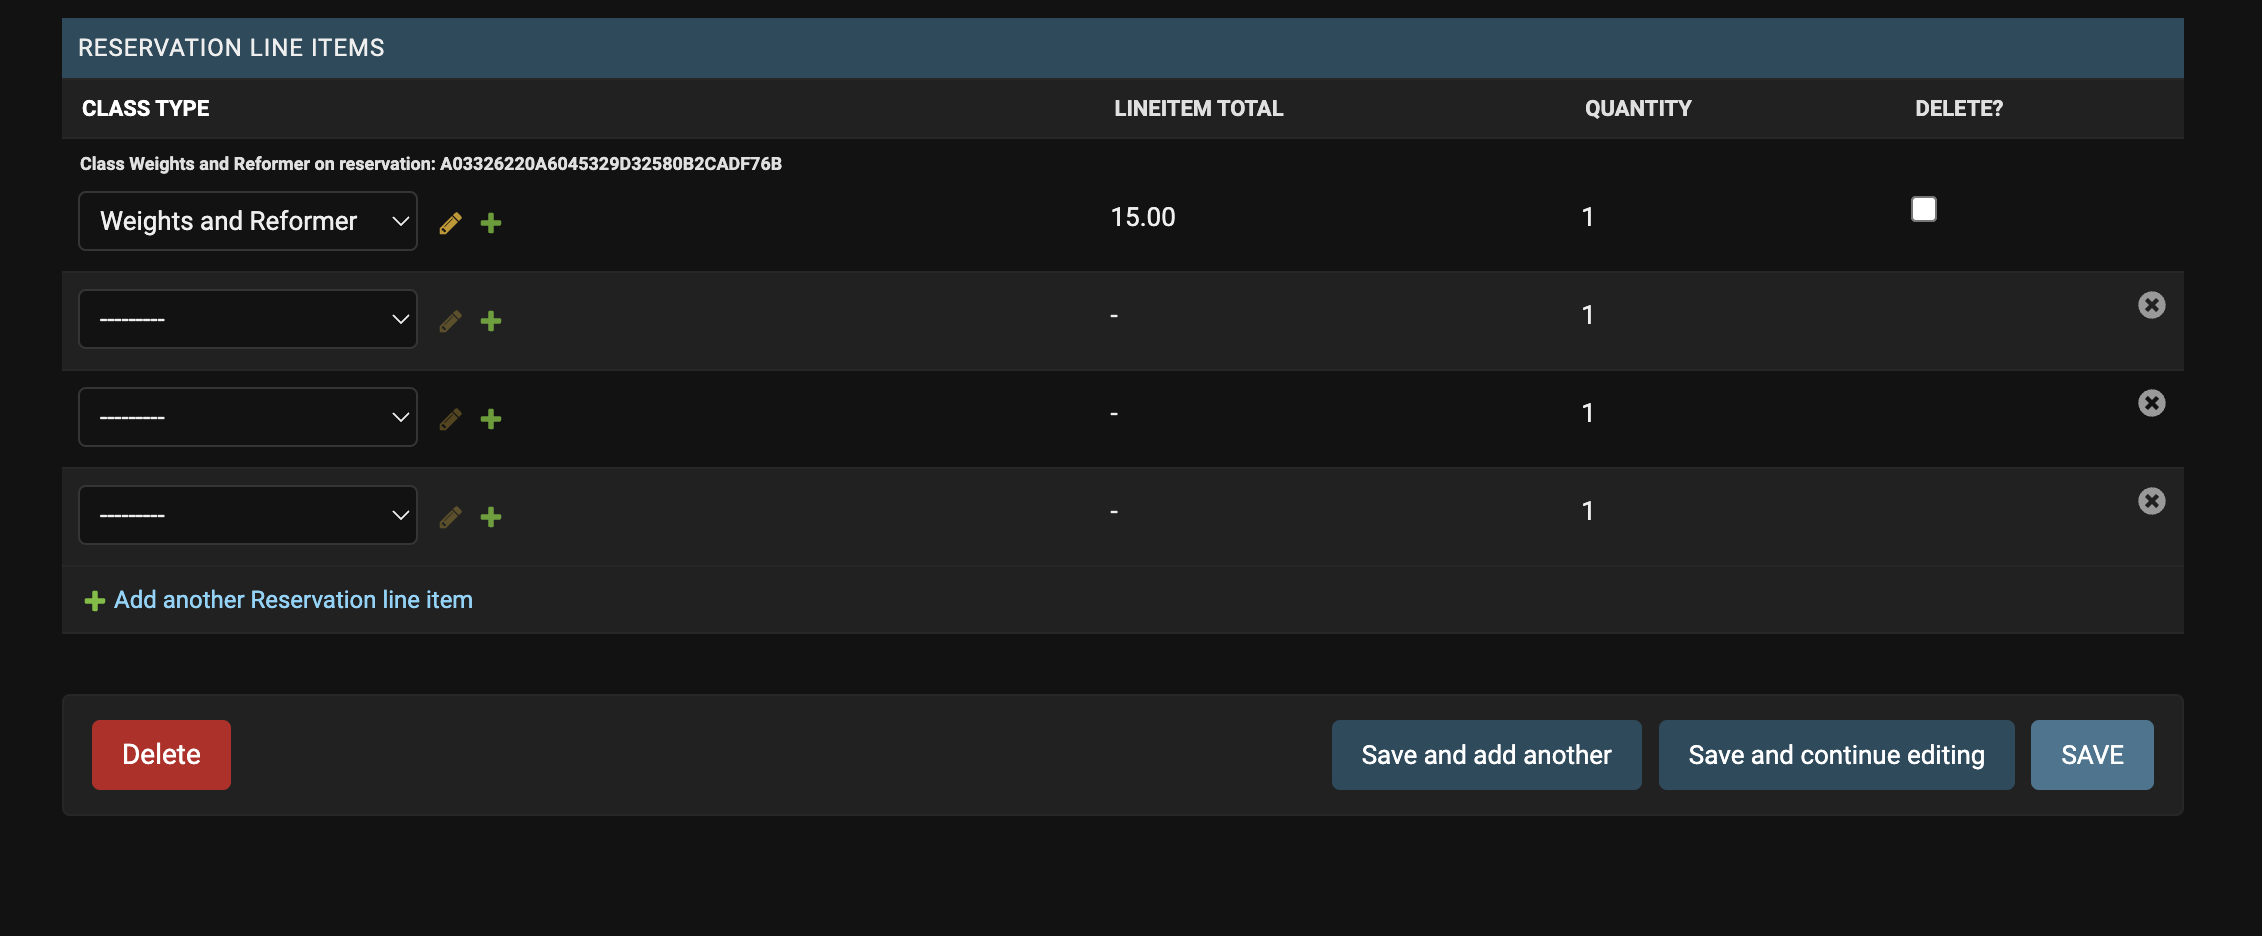 RESERVATION LINE ITEMS
CLASS TYPE LINEITEM TOTAL QUANTITY DELETE?
Class Weights and Reformer on reservation: A03326220A6045329D32580B2CADF76B
Weights and Reformer 15.00 1
--------- - 1
--------- - 1
--------- - 1
Add another Reservation line item
Delete Save and add another Save and continue editing SAVE